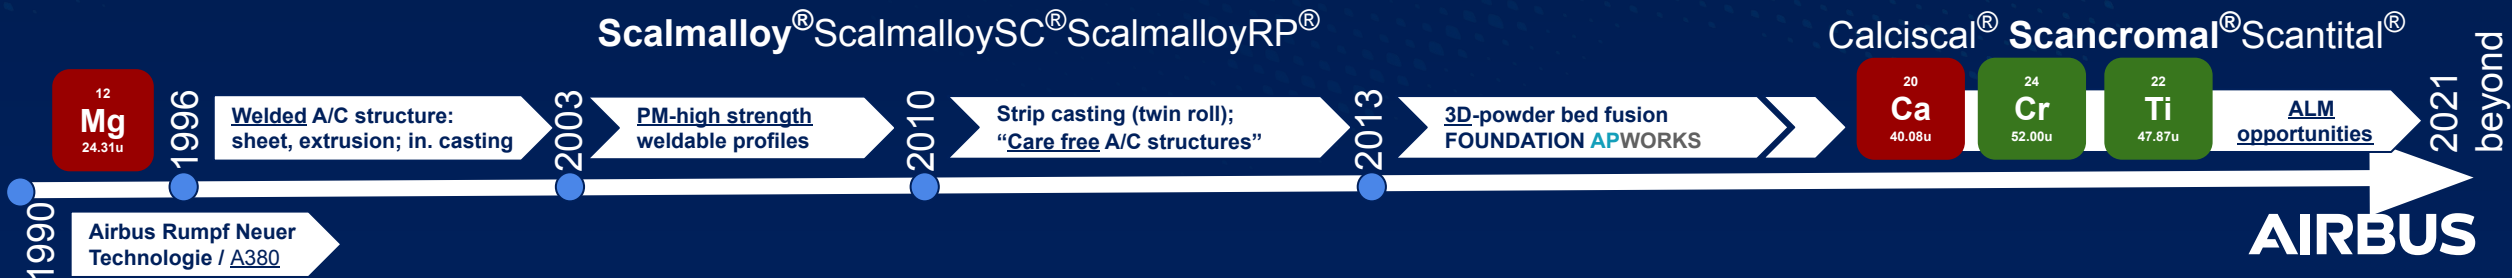 Scalmalloy®ScalmalloySC®ScalmalloyRP®
Calciscal® Scancromal®Scantital®
12
Mg
24.31u
1996
Welded A/C structure:
sheet, extrusion; in. casting
2003
PM-high strength
weldable profiles
2010
Strip casting (twin roll);
“Care free A/C structures”
2013
3D-powder bed fusion
FOUNDATION APWORKS
20
Ca
40.08u
24
Cr
52.00u
22
Ti
47.87u
ALM
opportunities
2021
beyond
1990
Airbus Rumpf Neuer
Technologie / A380
AIRBUS